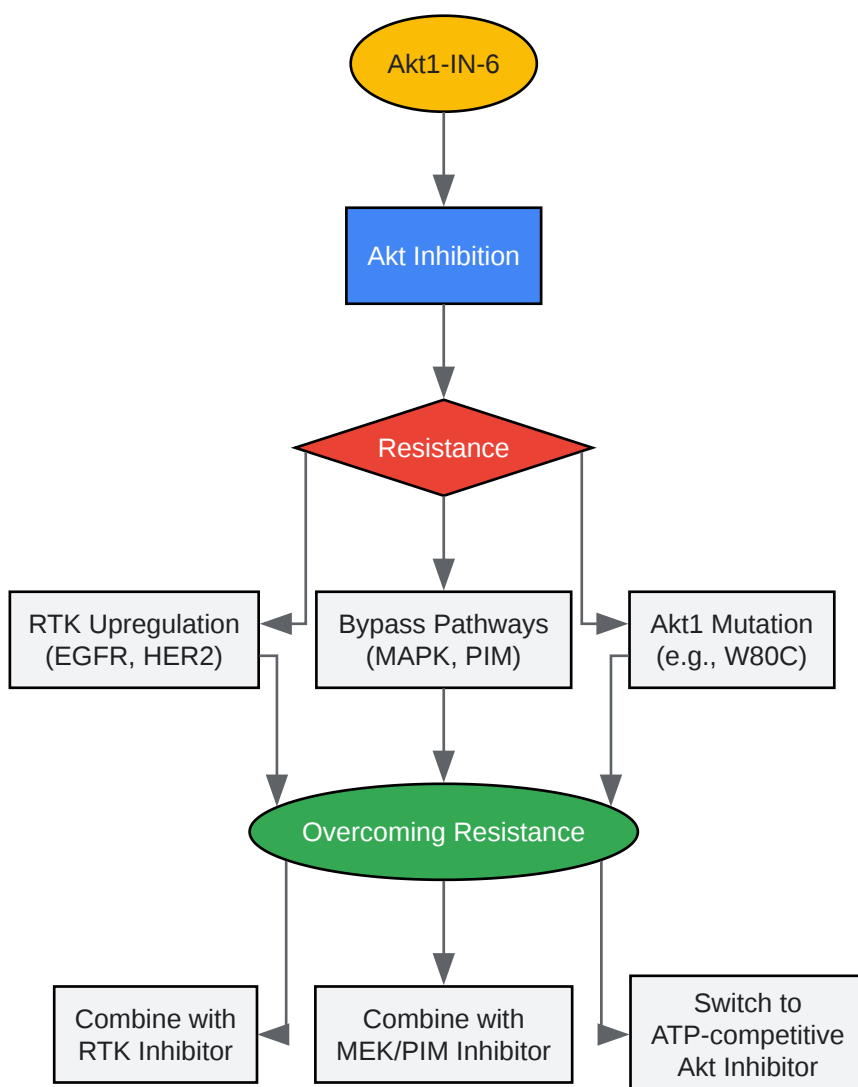 Akt1-IN-6
Akt Inhibition
Resistance
RTK Upregulation
(EGFR, HER2)
Bypass Pathways
(MAPK, PIM)
Akt1 Mutation
(e.g., W80C)
Overcoming Resistance
Combine with
RTK Inhibitor
Combine with
MEK/PIM Inhibitor
Switch to
ATP-competitive
Akt Inhibitor